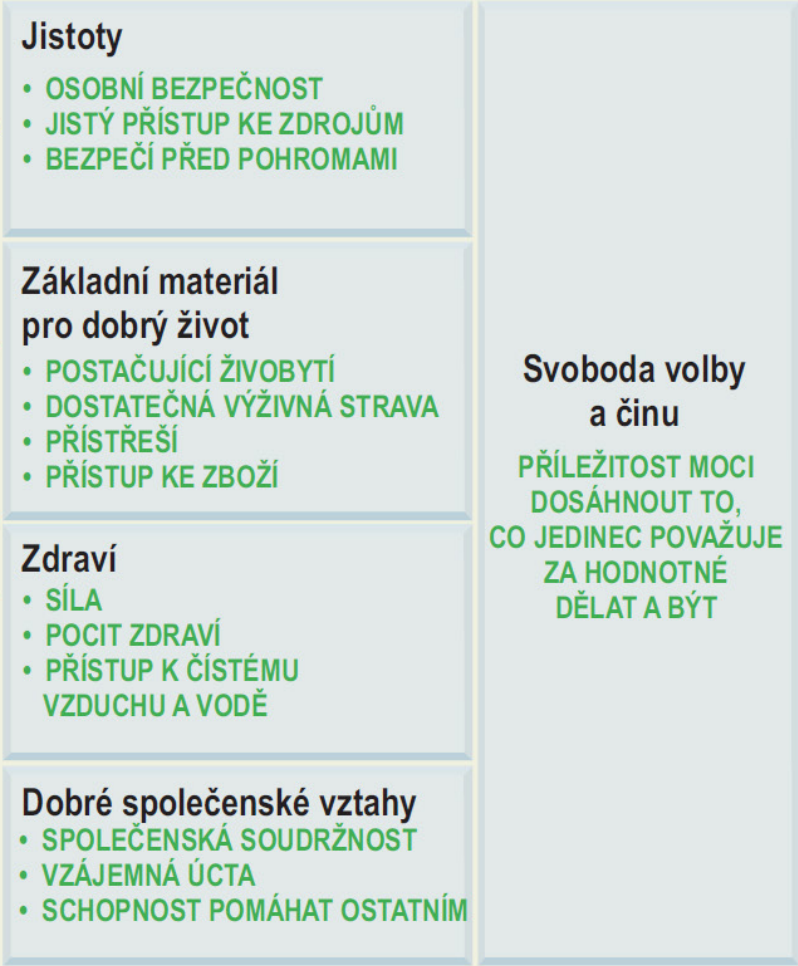 Jistoty
• OSOBNÍ BEZPEČNOST
• JISTÝ PŘÍSTUP KE ZDROJŮM
• BEZPEČÍ PŘED POHROMAMI
Základní materiál
pro dobrý život
• POSTAČUJÍCÍ ŽIVOBYTÍ
• DOSTATEČNÁ VÝŽIVNÁ STRAVA
• PŘÍSTŘEŠÍ
• PŘÍSTUP KE ZBOŽÍ
Zdraví
• SÍLA
• POCIT ZDRAVÍ
• PŘÍSTUP K ČÍSTÉMU
VZDUCHU A VODĚ
Dobré společenské vztahy
• SPOLEČENSKÁ SOUDRŽNOST
• VZÁJEMNÁ ÚCTA
• SCHOPNOST POMÁHAT OSTATNÍM
Svoboda volby
a činu
PŘÍLEŽITOST MOCI
DOSÁHNOUT TO,
CO JEDINEC POVAŽUJE
ZA HODNOTNÉ
DĚLAT A BÝT